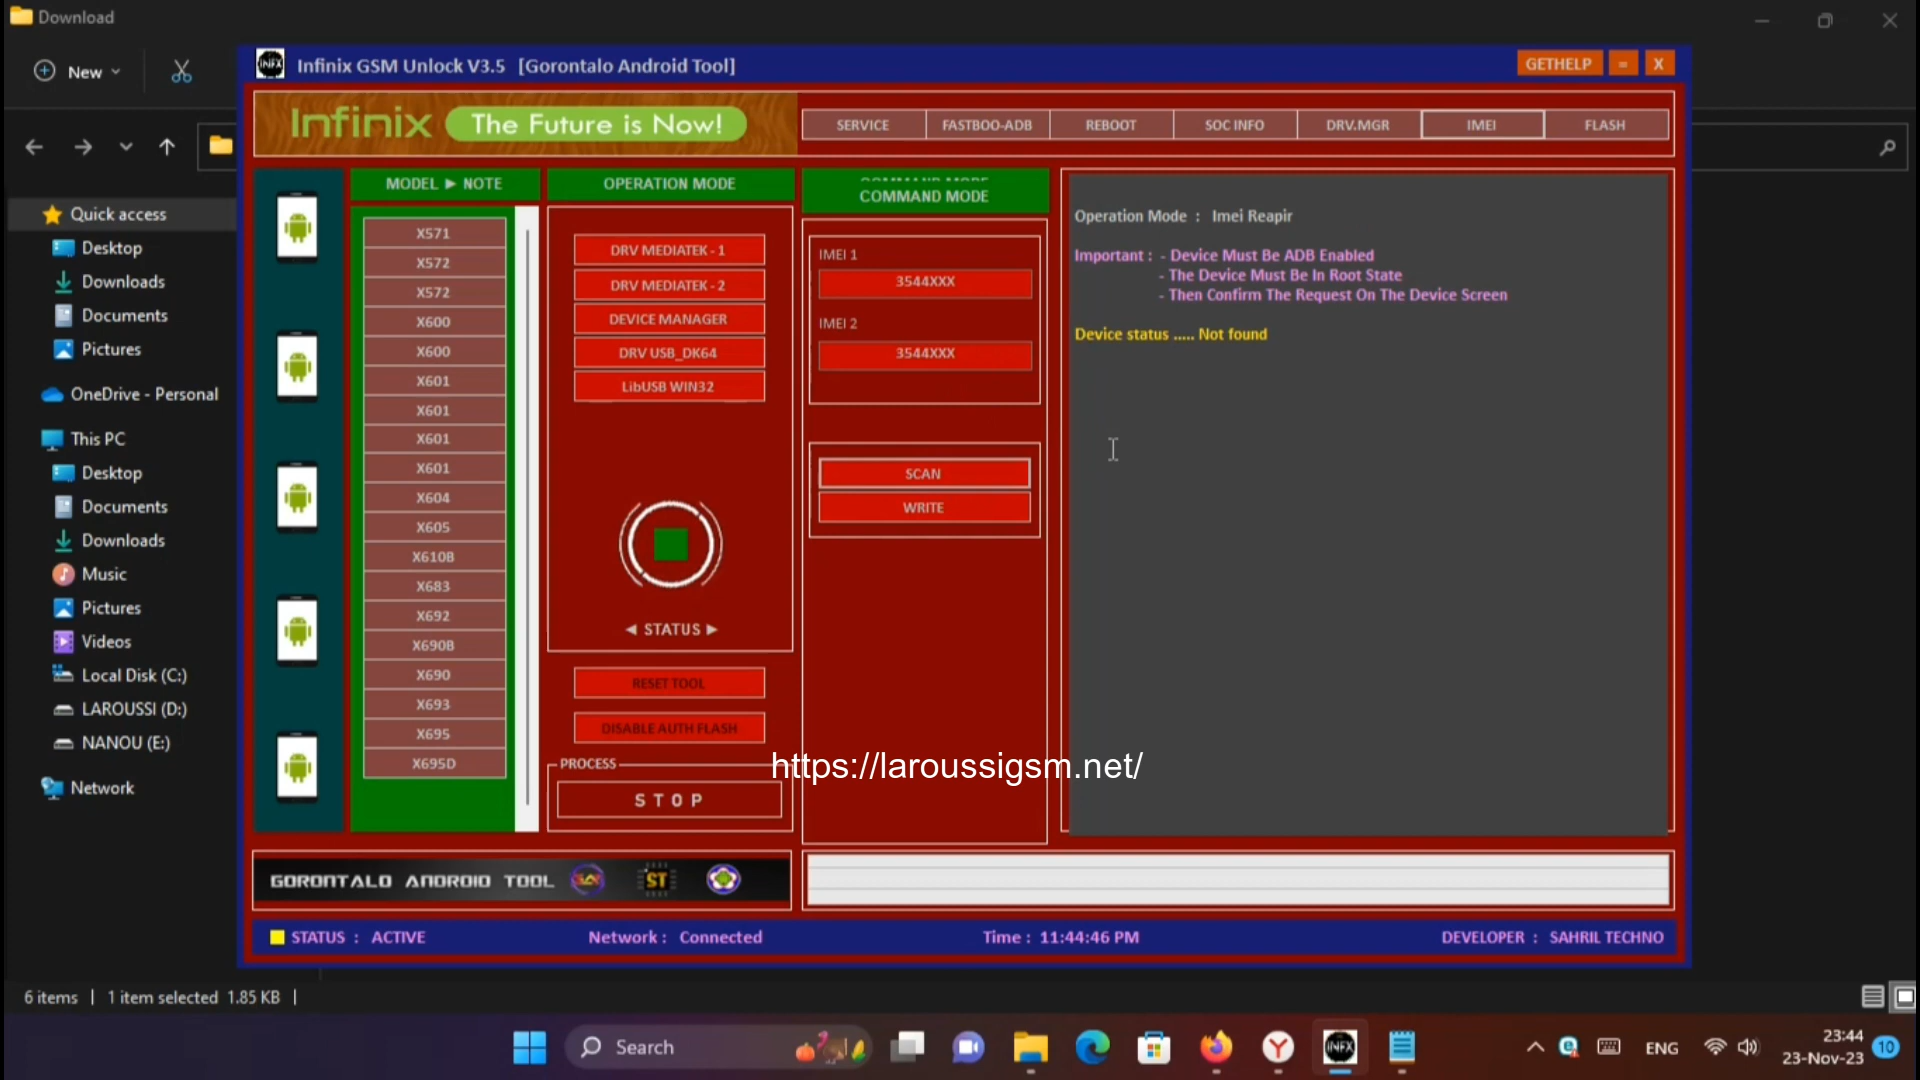 Download
New
Infinix GSM Unlock V3.5 [Gorontalo Android Tool]
GETHELP = X
INFX
Infinix The Future is Now!
SERVICE FASTBOO-ADB REBOOT SOC INFO DRV.MGR IMEI FLASH
Quick access
Desktop
Downloads
Documents
Pictures
OneDrive - Personal
This PC
Desktop
Documents
Downloads
Music
Pictures
Videos
Local Disk (C:)
LAROUSSI (D:)
NANOU (E:)
Network
MODEL ► NOTE
X571
X572
X572
X600
X600
X601
X601
X601
X601
X604
X605
X610B
X683
X692
X690B
X690
X693
X695
X695D
OPERATION MODE
DRV MEDIATEK - 1
DRV MEDIATEK - 2
DEVICE MANAGER
DRV USB_DK64
LibUSB WIN32
◄ STATUS ►
RESET TOOL
DISABLE AUTH FLASH
PROCESS
STOP
COMMAND MODE
COMMAND MODE
IMEI 1
3544XXX
IMEI 2
3544XXX
SCAN
WRITE
Operation Mode : Imei Reapir
Important : - Device Must Be ADB Enabled
- The Device Must Be In Root State
- Then Confirm The Request On The Device Screen
Device status ..... Not found
https://laroussigsm.net/
GORONTALO ANDROID TOOL ST
STATUS : ACTIVE Network : Connected Time : 11:44:46 PM DEVELOPER : SAHRIL TECHNO
6 items | 1 item selected 1.85 KB |
Search
INFX
ENG
23:44
23-Nov-23
10